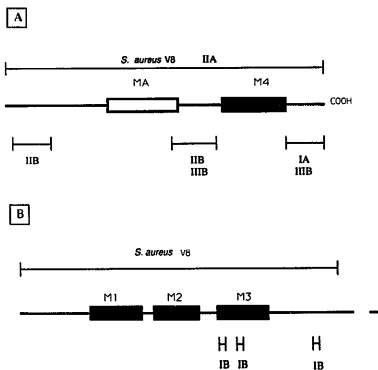 A
S. aureus V8 IIA
MA M4
COOH
IIB IIB IA
IIIB IIIB
B
S. aureus V8
M1 M2 M3
IB IB IB